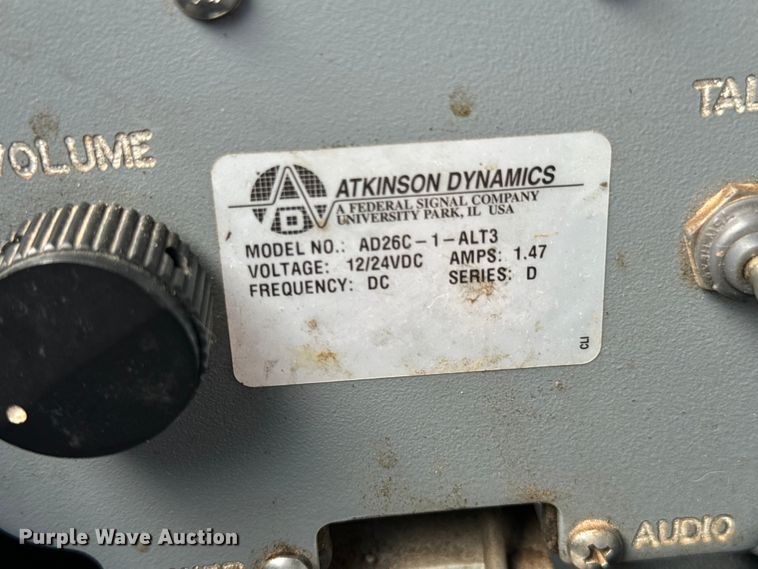 VOLUME
TAL
ATKINSON DYNAMICS
A FEDERAL SIGNAL COMPANY
UNIVERSITY PARK, IL USA
MODEL NO.: AD26C-1-ALT3
VOLTAGE: 12/24VDC AMPS: 1.47
FREQUENCY: DC SERIES: D
CLI
AUDIO
Purple Wave Auction